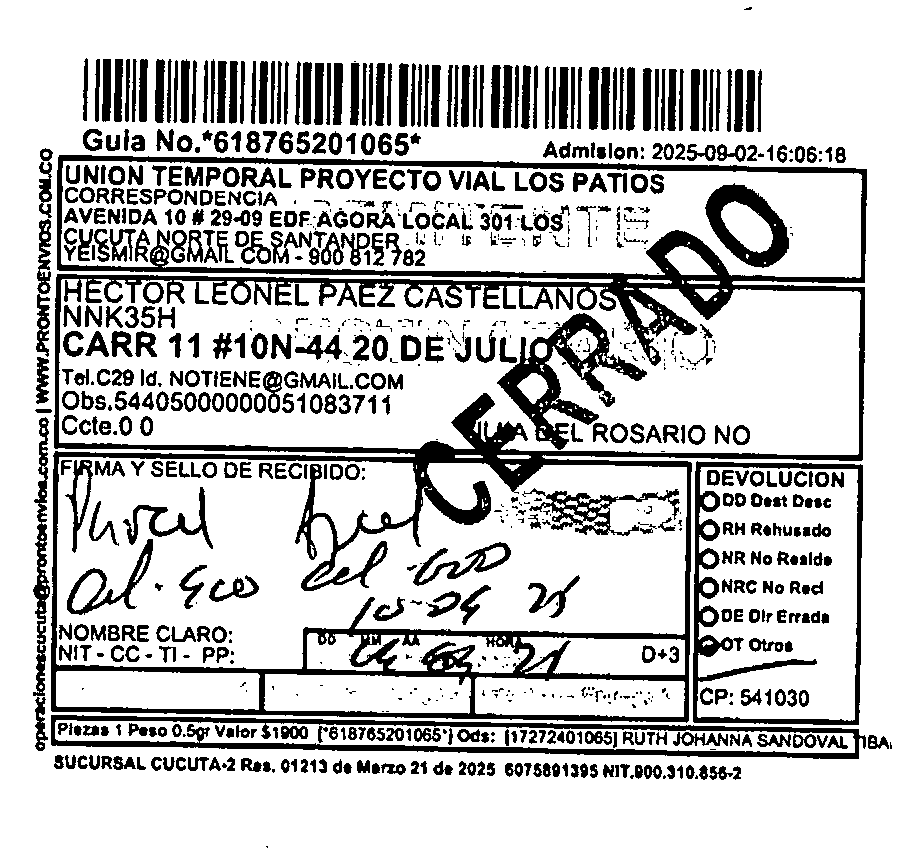 Guia No.*618765201065*
Admision: 2025-09-02-16:06:18
UNION TEMPORAL PROYECTO VIAL LOS PATIOS
CORRESPONDENCIA
AVENIDA 10 # 29-09 EDF AGORA LOCAL 301 LOS
CUCUTA NORTE DE SANTANDER
YEISMIR@GMAIL COM - 900 812 782
HECTOR LEONEL PAEZ CASTELLANOS
NNK35H
CARR 11 #10N-44 20 DE JULIO
Tel.C29 Id. NOTIENE@GMAIL.COM
Obs.54405000000051083711
Ccte.0 0
DEL ROSARIO NO
CERRADO
FIRMA Y SELLO DE RECIBIDO:
NOMBRE CLARO:
NIT - CC - TI - PP:
DD MM AA HORA
D+3
DEVOLUCION
DD Dest Desc
RH Rehusado
NR No Reside
NRC No Recl
DE Dir Errada
OT Otros
CP: 541030
Piezas 1 Peso 0.5gr Valor $1900 [*618765201065*] Ods: [17272401065] RUTH JOHANNA SANDOVAL TIBA
SUCURSAL CUCUTA-2 Res. 01213 de Marzo 21 de 2025 6075891395 NIT.900.310.856-2
operacionescucuta@prontoenvios.com.co | WWW.PRONTOENVIOS.COM.CO